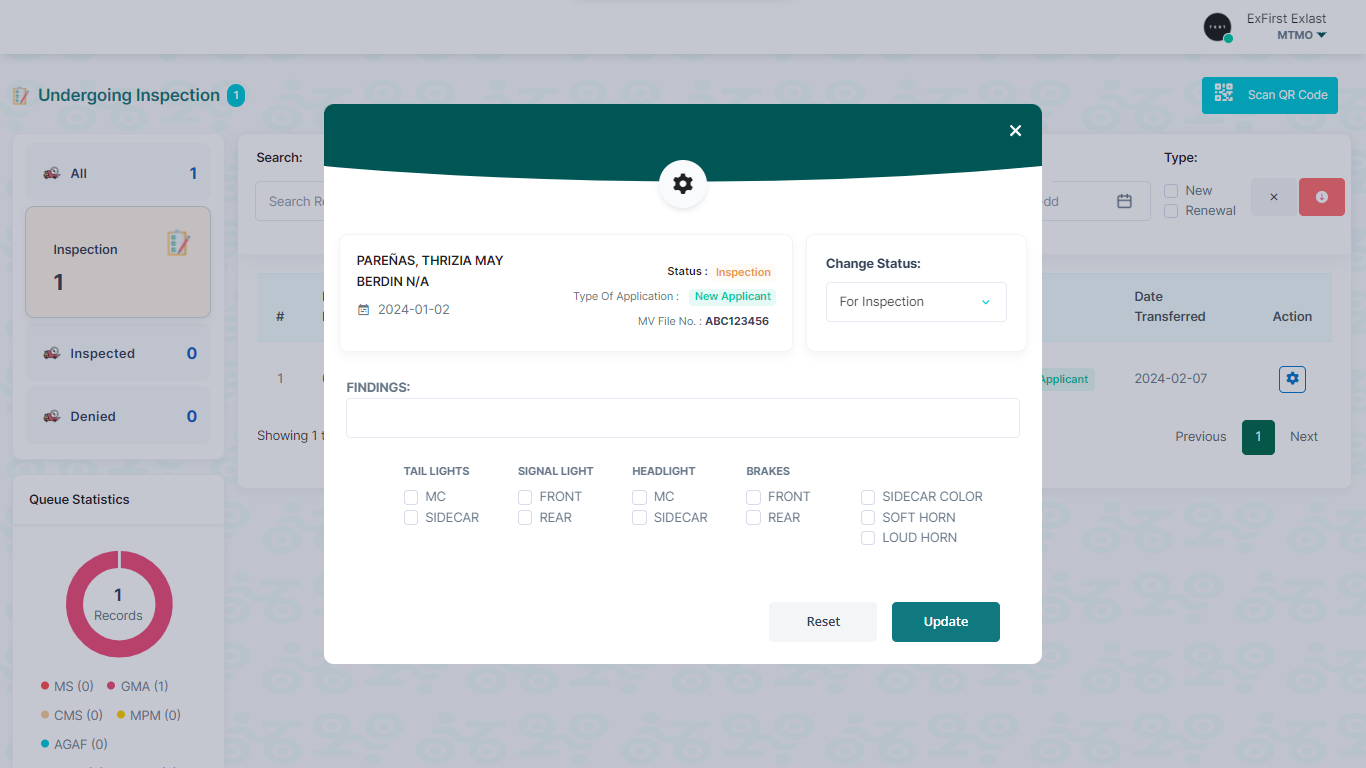 ExFirst Exlast
MTMO
Undergoing Inspection 1
Scan QR Code
All 1
Inspection
1
Inspected 0
Denied 0
Queue Statistics
1
Records
MS (0) GMA (1)
CMS (0) MPM (0)
AGAF (0)
Search:
Search
Type:
New
Renewal
#
Date
Transferred
Action
1
Applicant
2024-02-07
Showing 1
Previous 1 Next
PAREÑAS, THRIZIA MAY
BERDIN N/A
2024-01-02
Status : Inspection
Type Of Application : New Applicant
MV File No. : ABC123456
Change Status:
For Inspection
FINDINGS:
TAIL LIGHTS
MC
SIDECAR
SIGNAL LIGHT
FRONT
REAR
HEADLIGHT
MC
SIDECAR
BRAKES
FRONT
REAR
SIDECAR COLOR
SOFT HORN
LOUD HORN
Reset
Update